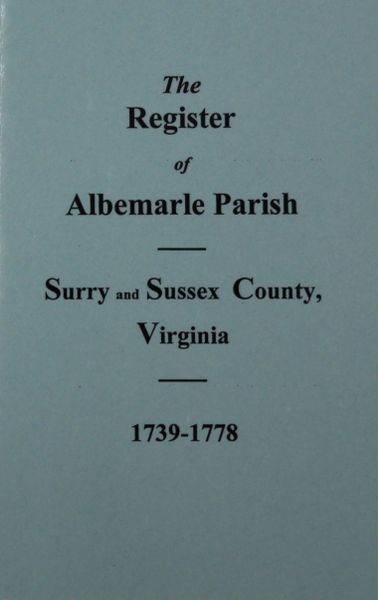 The
Register
of
Albemarle Parish
Surry and Sussex County,
Virginia
1739-1778